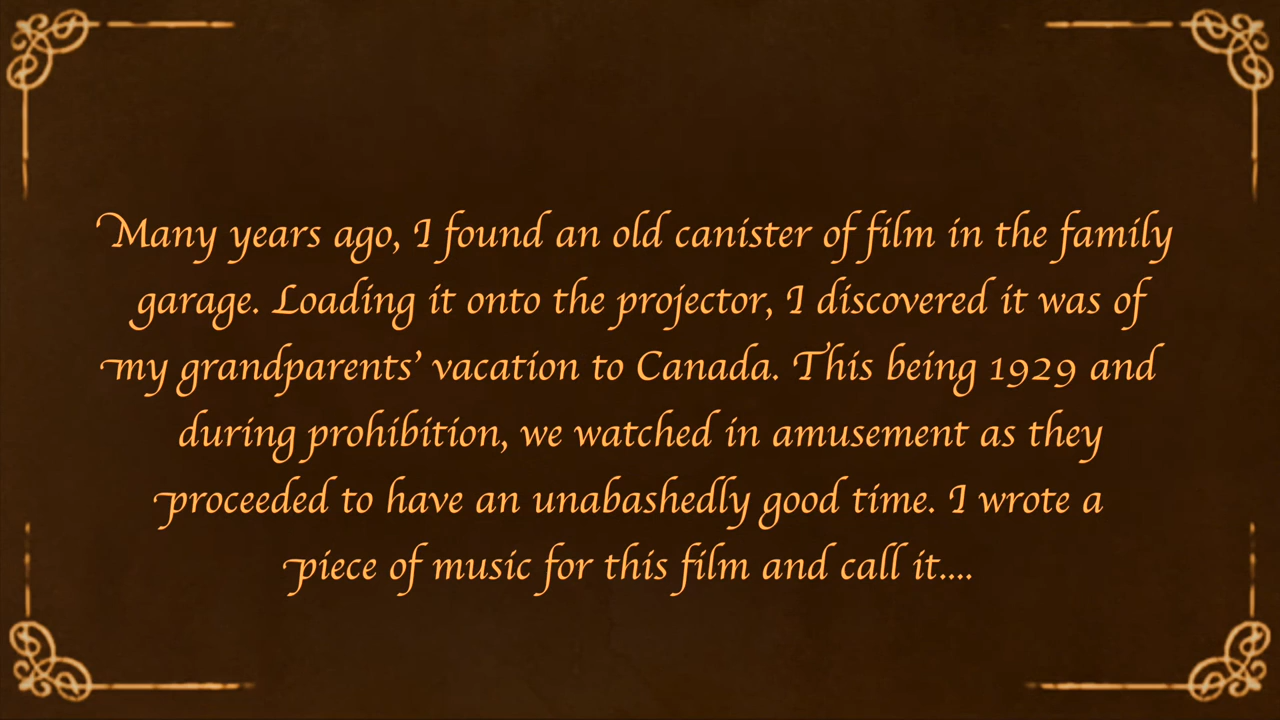 Many years ago, I found an old canister of film in the family
garage. Loading it onto the projector, I discovered it was of
my grandparents' vacation to Canada. This being 1929 and
during prohibition, we watched in amusement as they
proceeded to have an unabashedly good time. I wrote a
piece of music for this film and call it....